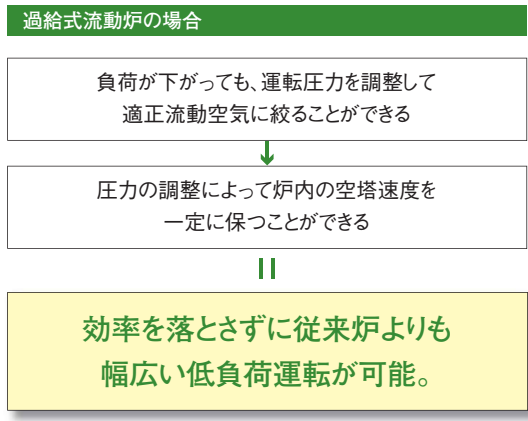 過給式流動炉の場合
負荷が下がっても、運転圧力を調整して
適正流動空気に絞ることができる
圧力の調整によって炉内の空塔速度を
一定に保つことができる
効率を落とさずに従来炉よりも
幅広い低負荷運転が可能。